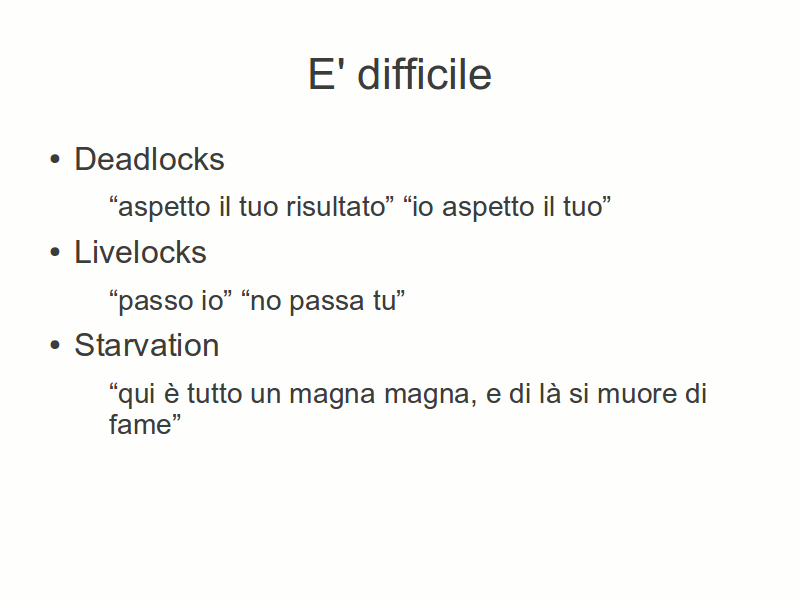 E' difficile
• Deadlocks
“aspetto il tuo risultato” “io aspetto il tuo”
• Livelocks
“passo io” “no passa tu”
• Starvation
“qui è tutto un magna magna, e di là si muore di
fame”